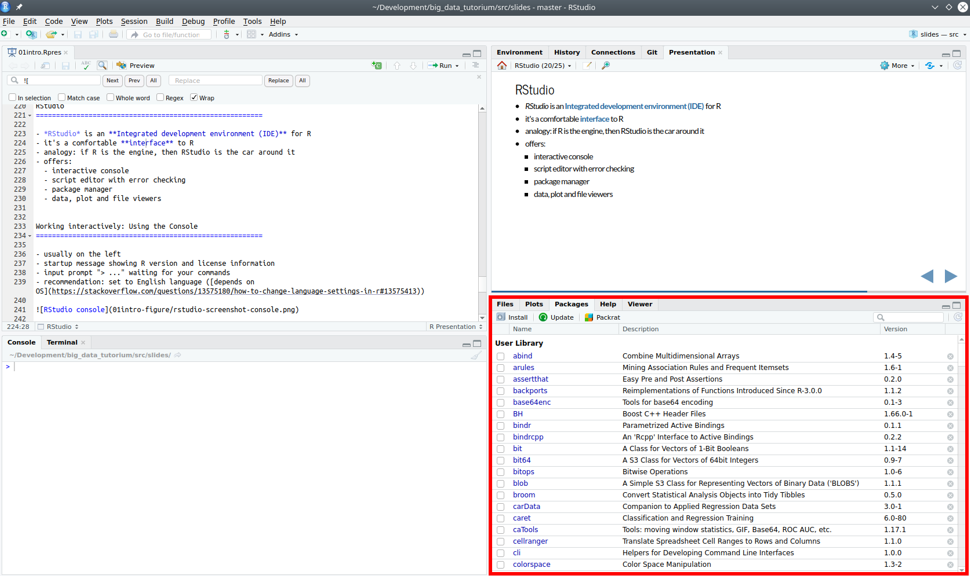 ~/Development/big_data_tutorium/src/slides - master - RStudio
File Edit Code View Plots Session Build Debug Profile Tools Help
Go to file/function Addins slides — src
01intro.Rpres
Preview Run
Next Prev All Replace Replace All
In selection Match case Whole word Regex Wrap
220 RStudio
221 =========================================================
222
223 - *RStudio* is an **Integrated development environment (IDE)** for R
224 - it's a comfortable **interface** to R
225 - analogy: if R is the engine, then RStudio is the car around it
226 - offers:
227 - interactive console
228 - script editor with error checking
229 - package manager
230 - data, plot and file viewers
231
232
233 Working interactively: Using the Console
234 =========================================================
235
236 - usually on the left
237 - startup message showing R version and license information
238 - input prompt "> ..." waiting for your commands
239 - recommendation: set to English language ([depends on
OS](https://stackoverflow.com/questions/13575180/how-to-change-language-settings-in-r#13575413))
240
241 ![RStudio console](01intro-figure/rstudio-screenshot-console.png)
242
224:28 RStudio R Presentation
Console Terminal
~/Development/big_data_tutorium/src/slides/
>
Environment History Connections Git Presentation
RStudio (20/25) More
RStudio
RStudio is an Integrated development environment (IDE) for R
it's a comfortable interface to R
analogy: if R is the engine, then RStudio is the car around it
offers:
interactive console
script editor with error checking
package manager
data, plot and file viewers
Files Plots Packages Help Viewer
Install Update Packrat
Name Description Version
User Library
abind Combine Multidimensional Arrays 1.4-5
arules Mining Association Rules and Frequent Itemsets 1.6-1
assertthat Easy Pre and Post Assertions 0.2.0
backports Reimplementations of Functions Introduced Since R-3.0.0 1.1.2
base64enc Tools for base64 encoding 0.1-3
BH Boost C++ Header Files 1.66.0-1
bindr Parametrized Active Bindings 0.1.1
bindrcpp An 'Rcpp' Interface to Active Bindings 0.2.2
bit A Class for Vectors of 1-Bit Booleans 1.1-14
bit64 A S3 Class for Vectors of 64bit Integers 0.9-7
bitops Bitwise Operations 1.0-6
blob A Simple S3 Class for Representing Vectors of Binary Data ('BLOBS') 1.1.1
broom Convert Statistical Analysis Objects into Tidy Tibbles 0.5.0
carData Companion to Applied Regression Data Sets 3.0-1
caret Classification and Regression Training 6.0-80
caTools Tools: moving window statistics, GIF, Base64, ROC AUC, etc. 1.17.1
cellranger Translate Spreadsheet Cell Ranges to Rows and Columns 1.1.0
cli Helpers for Developing Command Line Interfaces 1.0.0
colorspace Color Space Manipulation 1.3-2